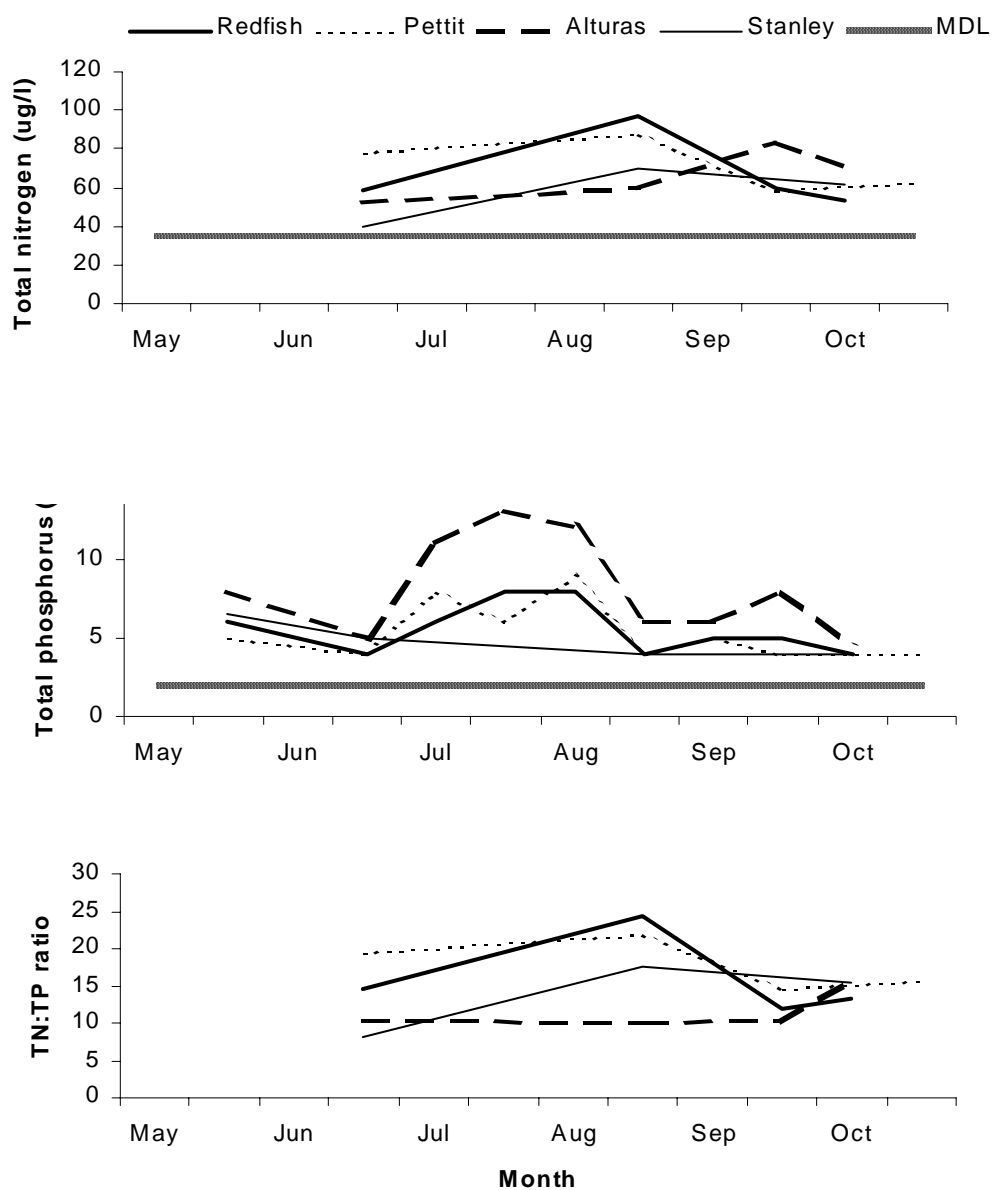 Redfish Pettit Alturas Stanley MDL
Total nitrogen (ug/l)
120
100
80
60
40
20
0
May Jun Jul Aug Sep Oct
Total phosphorus (
10
5
0
May Jun Jul Aug Sep Oct
TN:TP ratio
30
25
20
15
10
5
0
May Jun Jul Aug Sep Oct
Month